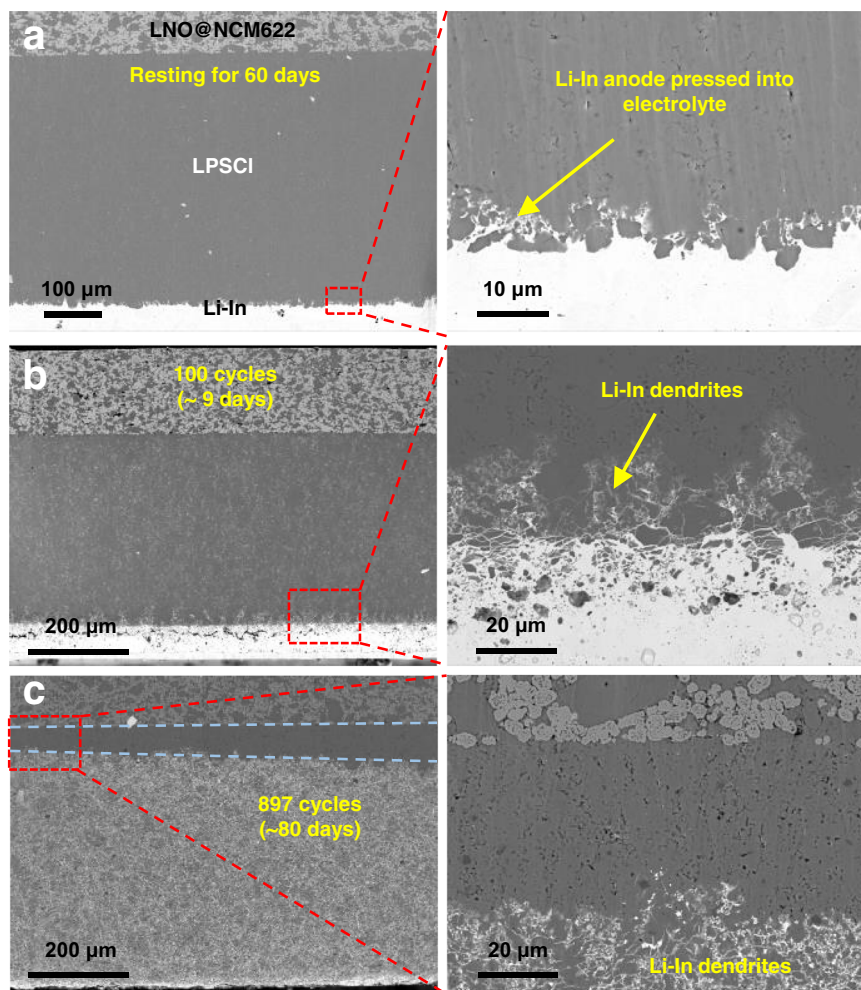 a
LNO@NCM622
Resting for 60 days
LPSCl
100 µm
Li-In
Li-In anode pressed into
electrolyte
10 µm
b
100 cycles
(~ 9 days)
200 µm
Li-In dendrites
20 µm
c
897 cycles
(~80 days)
200 µm
20 µm
Li-In dendrites